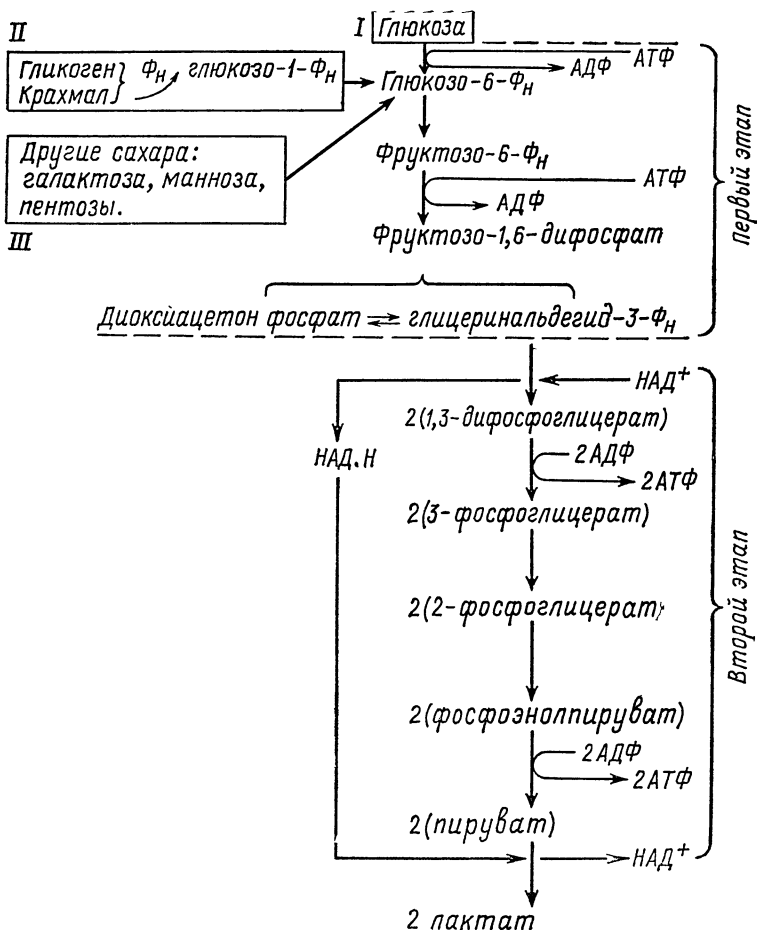 II
I Глюкоза
Гликоген Фн глюкозо-1-Фн
Крахмал
АТФ
АДФ
Глюкозо-6-Фн
Другие сахара:
галактоза, манноза,
пентозы.
III
Фруктозо-6-Фн
АТФ
АДФ
Фруктозо-1,6-дифосфат
Первый этап
Диоксиацетон фосфат ⇌ глицеринальдегид-3-Фн
НАД+
2(1,3-дифосфоглицерат)
НАД.Н
2АДФ
2АТФ
2(3-фосфоглицерат)
2(2-фосфоглицерат)
Второй этап
2(фосфоэнолпируват)
2АДФ
2АТФ
2(пируват)
НАД+
2 лактат